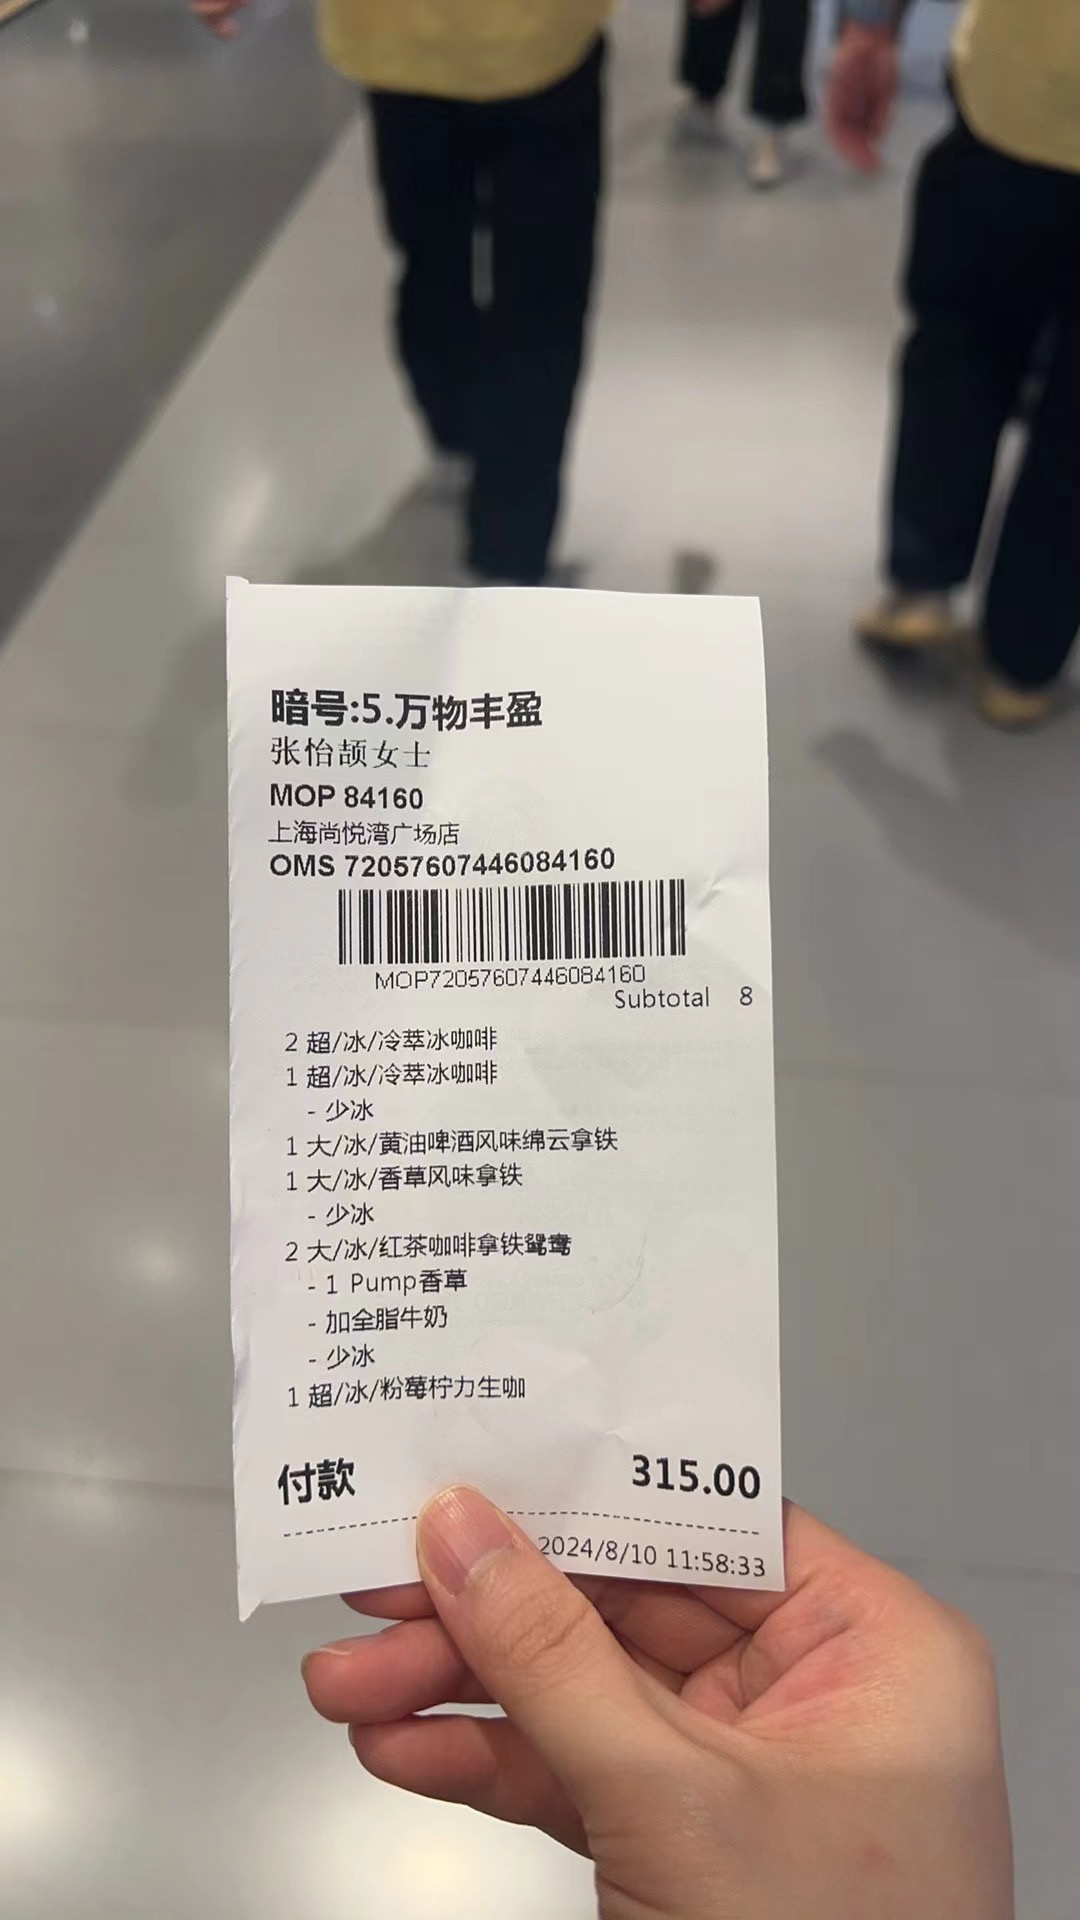 暗号:5.万物丰盈
张怡颉女士
MOP 84160
上海尚悦湾广场店
OMS 72057607446084160
MOP72057607446084160
Subtotal 8
2 超/冰/冷萃冰咖啡
1 超/冰/冷萃冰咖啡
- 少冰
1 大/冰/黄油啤酒风味绵云拿铁
1 大/冰/香草风味拿铁
- 少冰
2 大/冰/红茶咖啡拿铁鸳鸯
- 1 Pump香草
- 加全脂牛奶
- 少冰
1 超/冰/粉莓柠力生咖
付款 315.00
2024/8/10 11:58:33